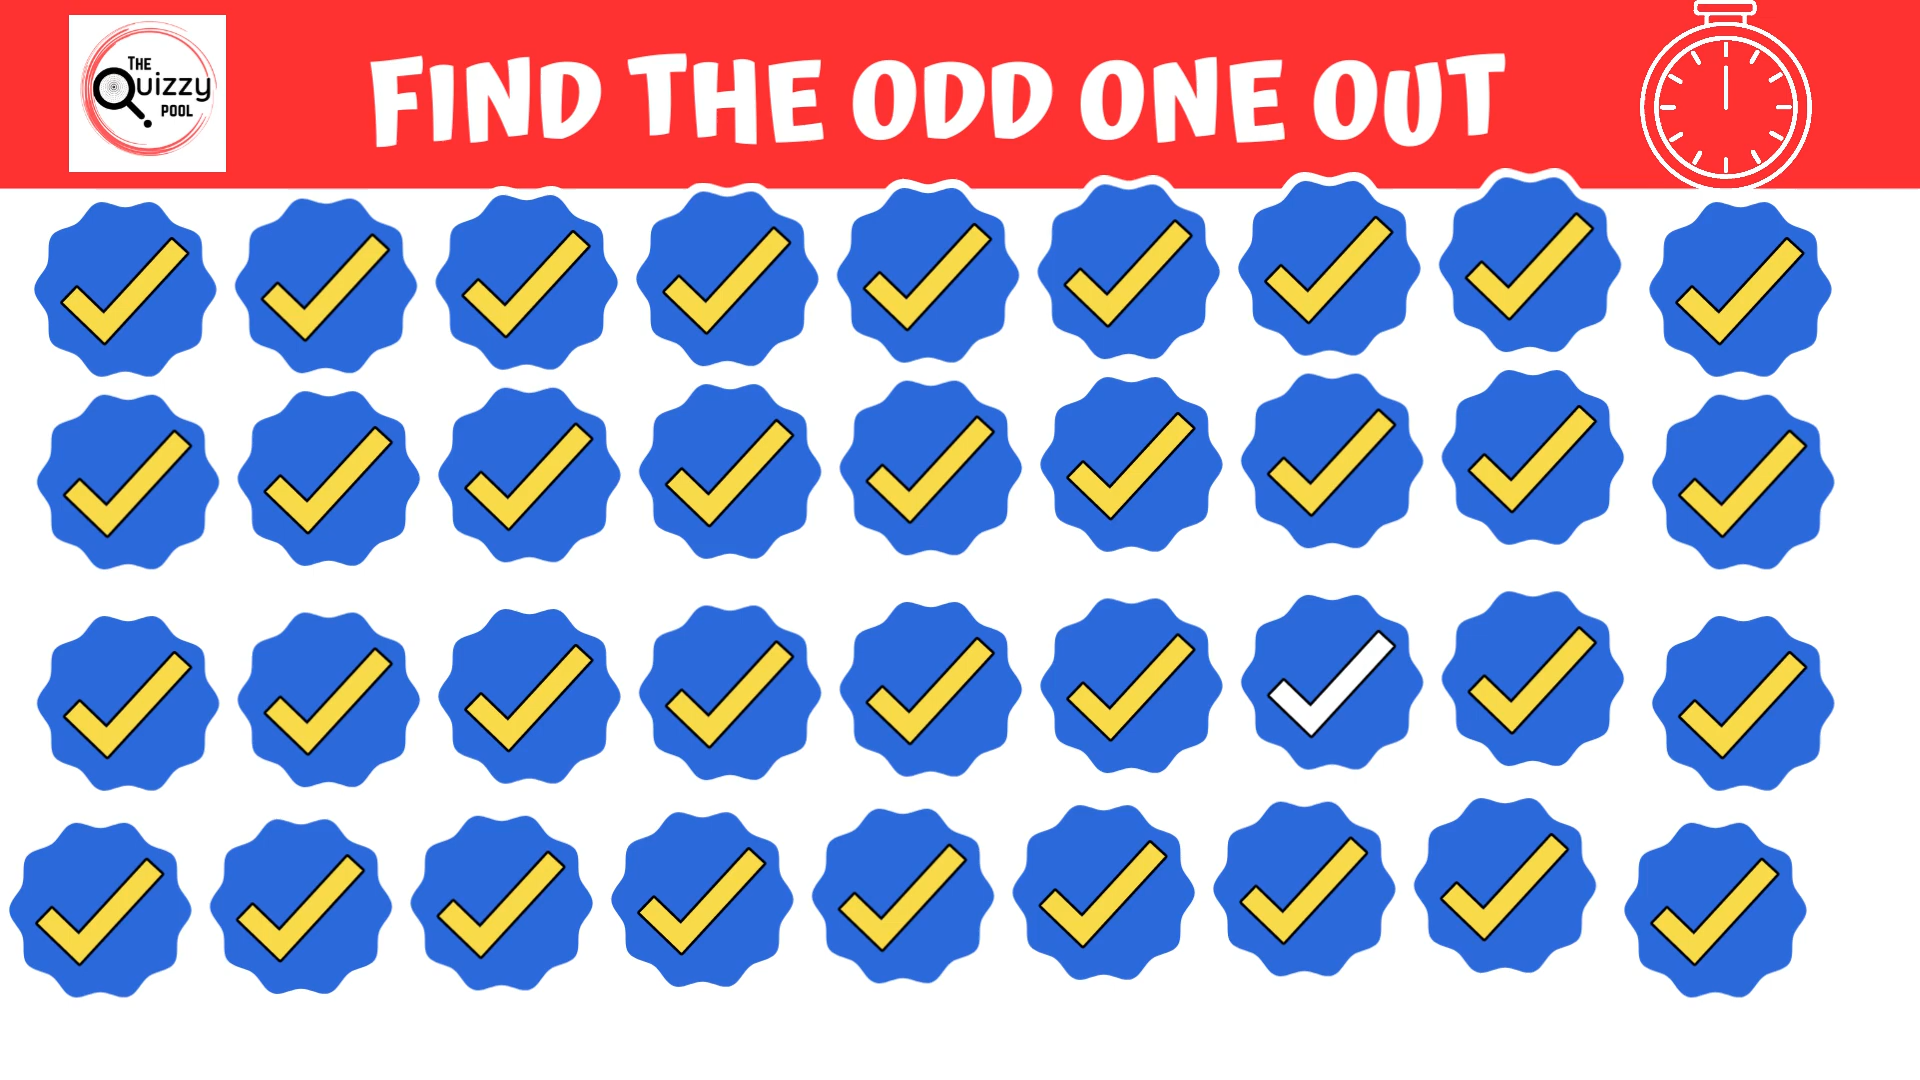 THE
Quizzy
POOL
FIND THE ODD ONE OUT